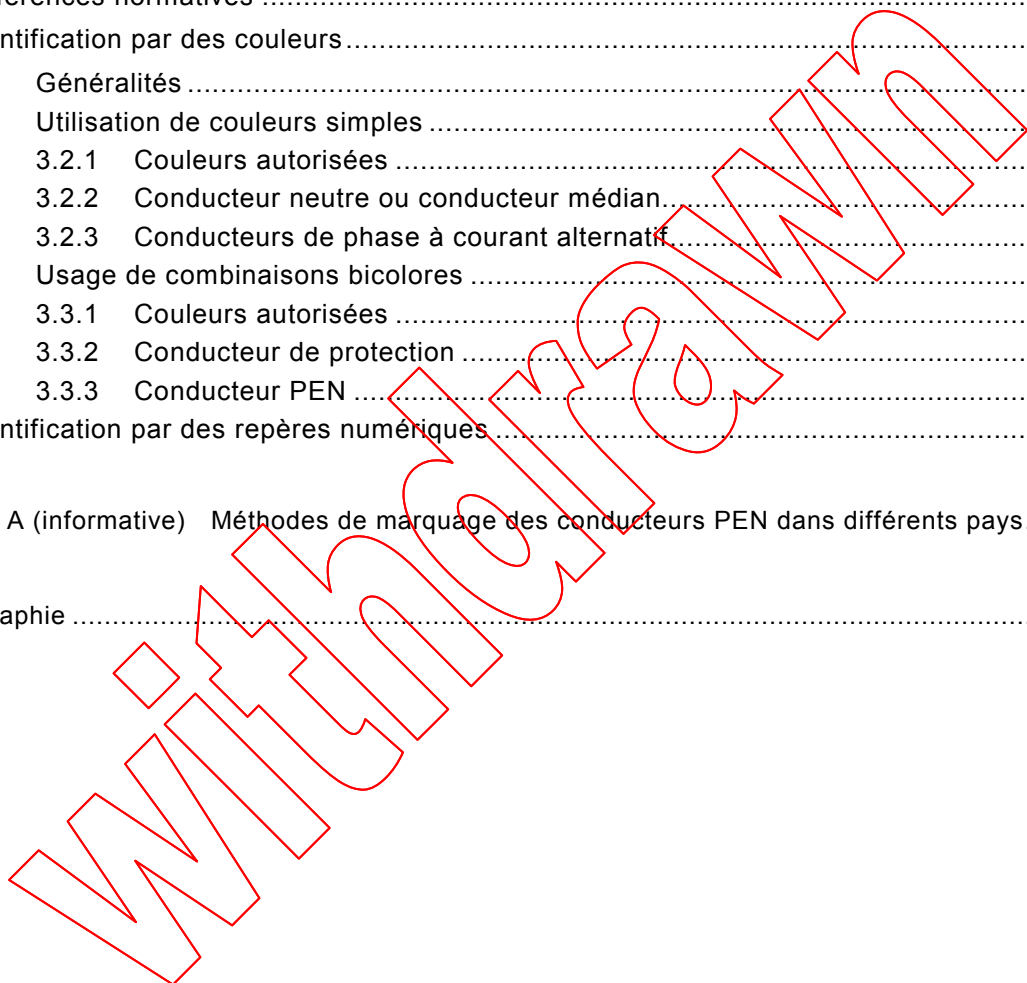 ntification par des couleurs....................................................................................
Généralités....................................................................................................
Utilisation de couleurs simples ........................................................................
3.2.1 Couleurs autorisées ..............................................................................
3.2.2 Conducteur neutre ou conducteur médian..............................................
3.2.3 Conducteurs de phase à courant alternatif.............................................
Usage de combinaisons bicolores ...................................................................
3.3.1 Couleurs autorisées ..............................................................................
3.3.2 Conducteur de protection ......................................................................
3.3.3 Conducteur PEN ...................................................................................
ntification par des repères numériques..................................................................
A (informative) Méthodes de marquage des conducteurs PEN dans différents pays.
aphie ......................................................................................................................
withdrawn